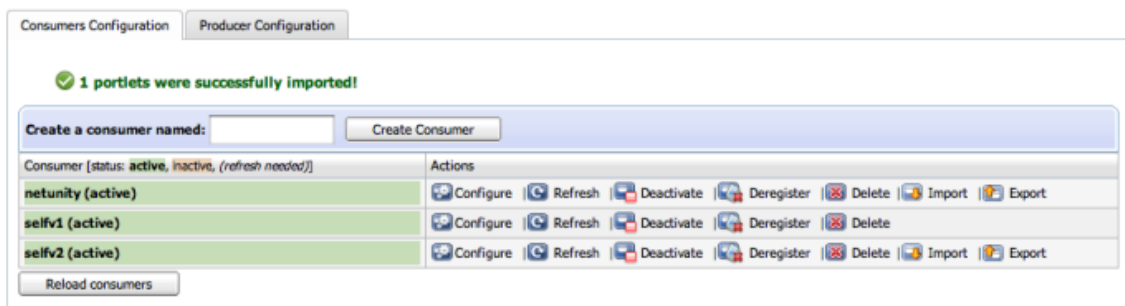 Consumers Configuration Producer Configuration
1 portlets were successfully imported!
Create a consumer named: Create Consumer
Consumer [status: active, inactive, (refresh needed)] Actions
netunity (active) Configure | Refresh | Deactivate | Deregister | Delete | Import | Export
selfv1 (active) Configure | Refresh | Deactivate | Deregister | Delete
selfv2 (active) Configure | Refresh | Deactivate | Deregister | Delete | Import | Export
Reload consumers